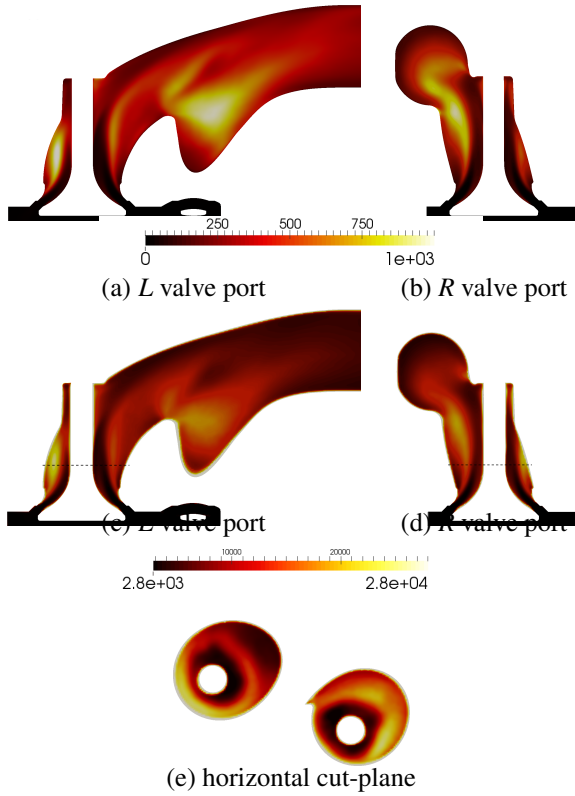 250 500 750
0 1e+03
(a) L valve port (b) R valve port
(c) L valve port (d) R valve port
10000 20000
2.8e+03 2.8e+04
(e) horizontal cut-plane